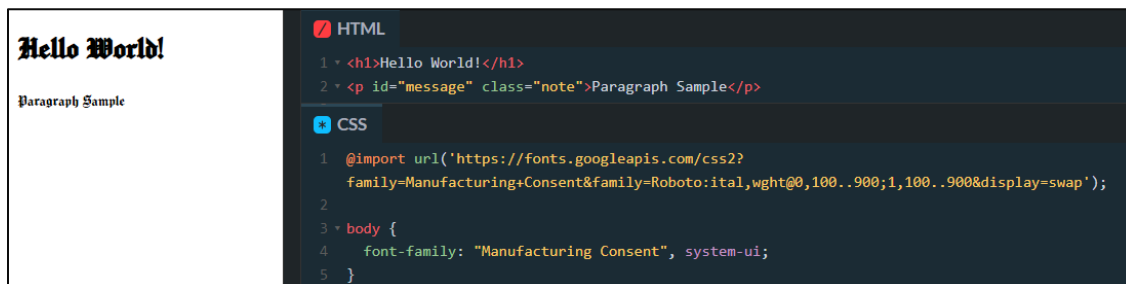 Hello World!
Paragraph Sample
/ HTML
1 <h1>Hello World!</h1>
2 <p id="message" class="note">Paragraph Sample</p>
* CSS
1 @import url('https://fonts.googleapis.com/css2?
family=Manufacturing+Consent&family=Roboto:ital,wght@0,100..900;1,100..900&display=swap');
2
3 body {
4 font-family: "Manufacturing Consent", system-ui;
5 }